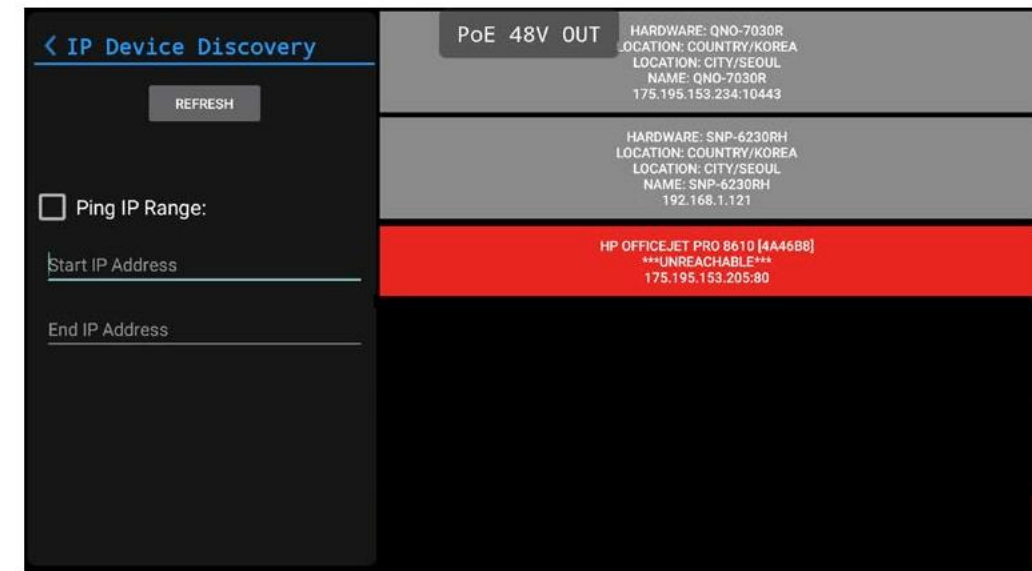 IP Device Discovery
REFRESH
Ping IP Range:
Start IP Address
End IP Address
PoE 48V OUT
HARDWARE: QNO-7030R
LOCATION: COUNTRY/KOREA
LOCATION: CITY/SEOUL
NAME: QNO-7030R
175.195.153.234:10443
HARDWARE: SNP-6230RH
LOCATION: COUNTRY/KOREA
LOCATION: CITY/SEOUL
NAME: SNP-6230RH
192.168.1.121
HP OFFICEJET PRO 8610 [4A46B8]
***UNREACHABLE***
175.195.153.205:80